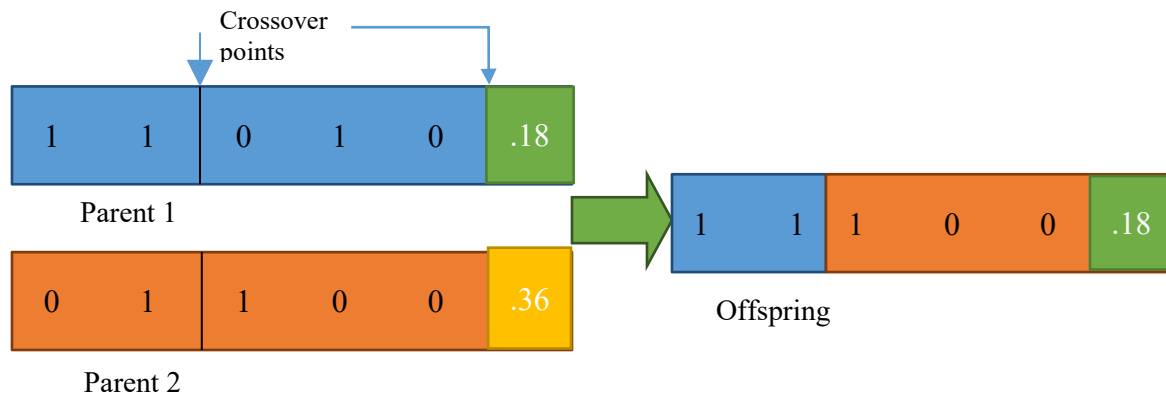 Crossover
points
1 1 0 1 0 .18
Parent 1
0 1 1 0 0 .36
Parent 2
1 1 1 0 0 .18
Offspring